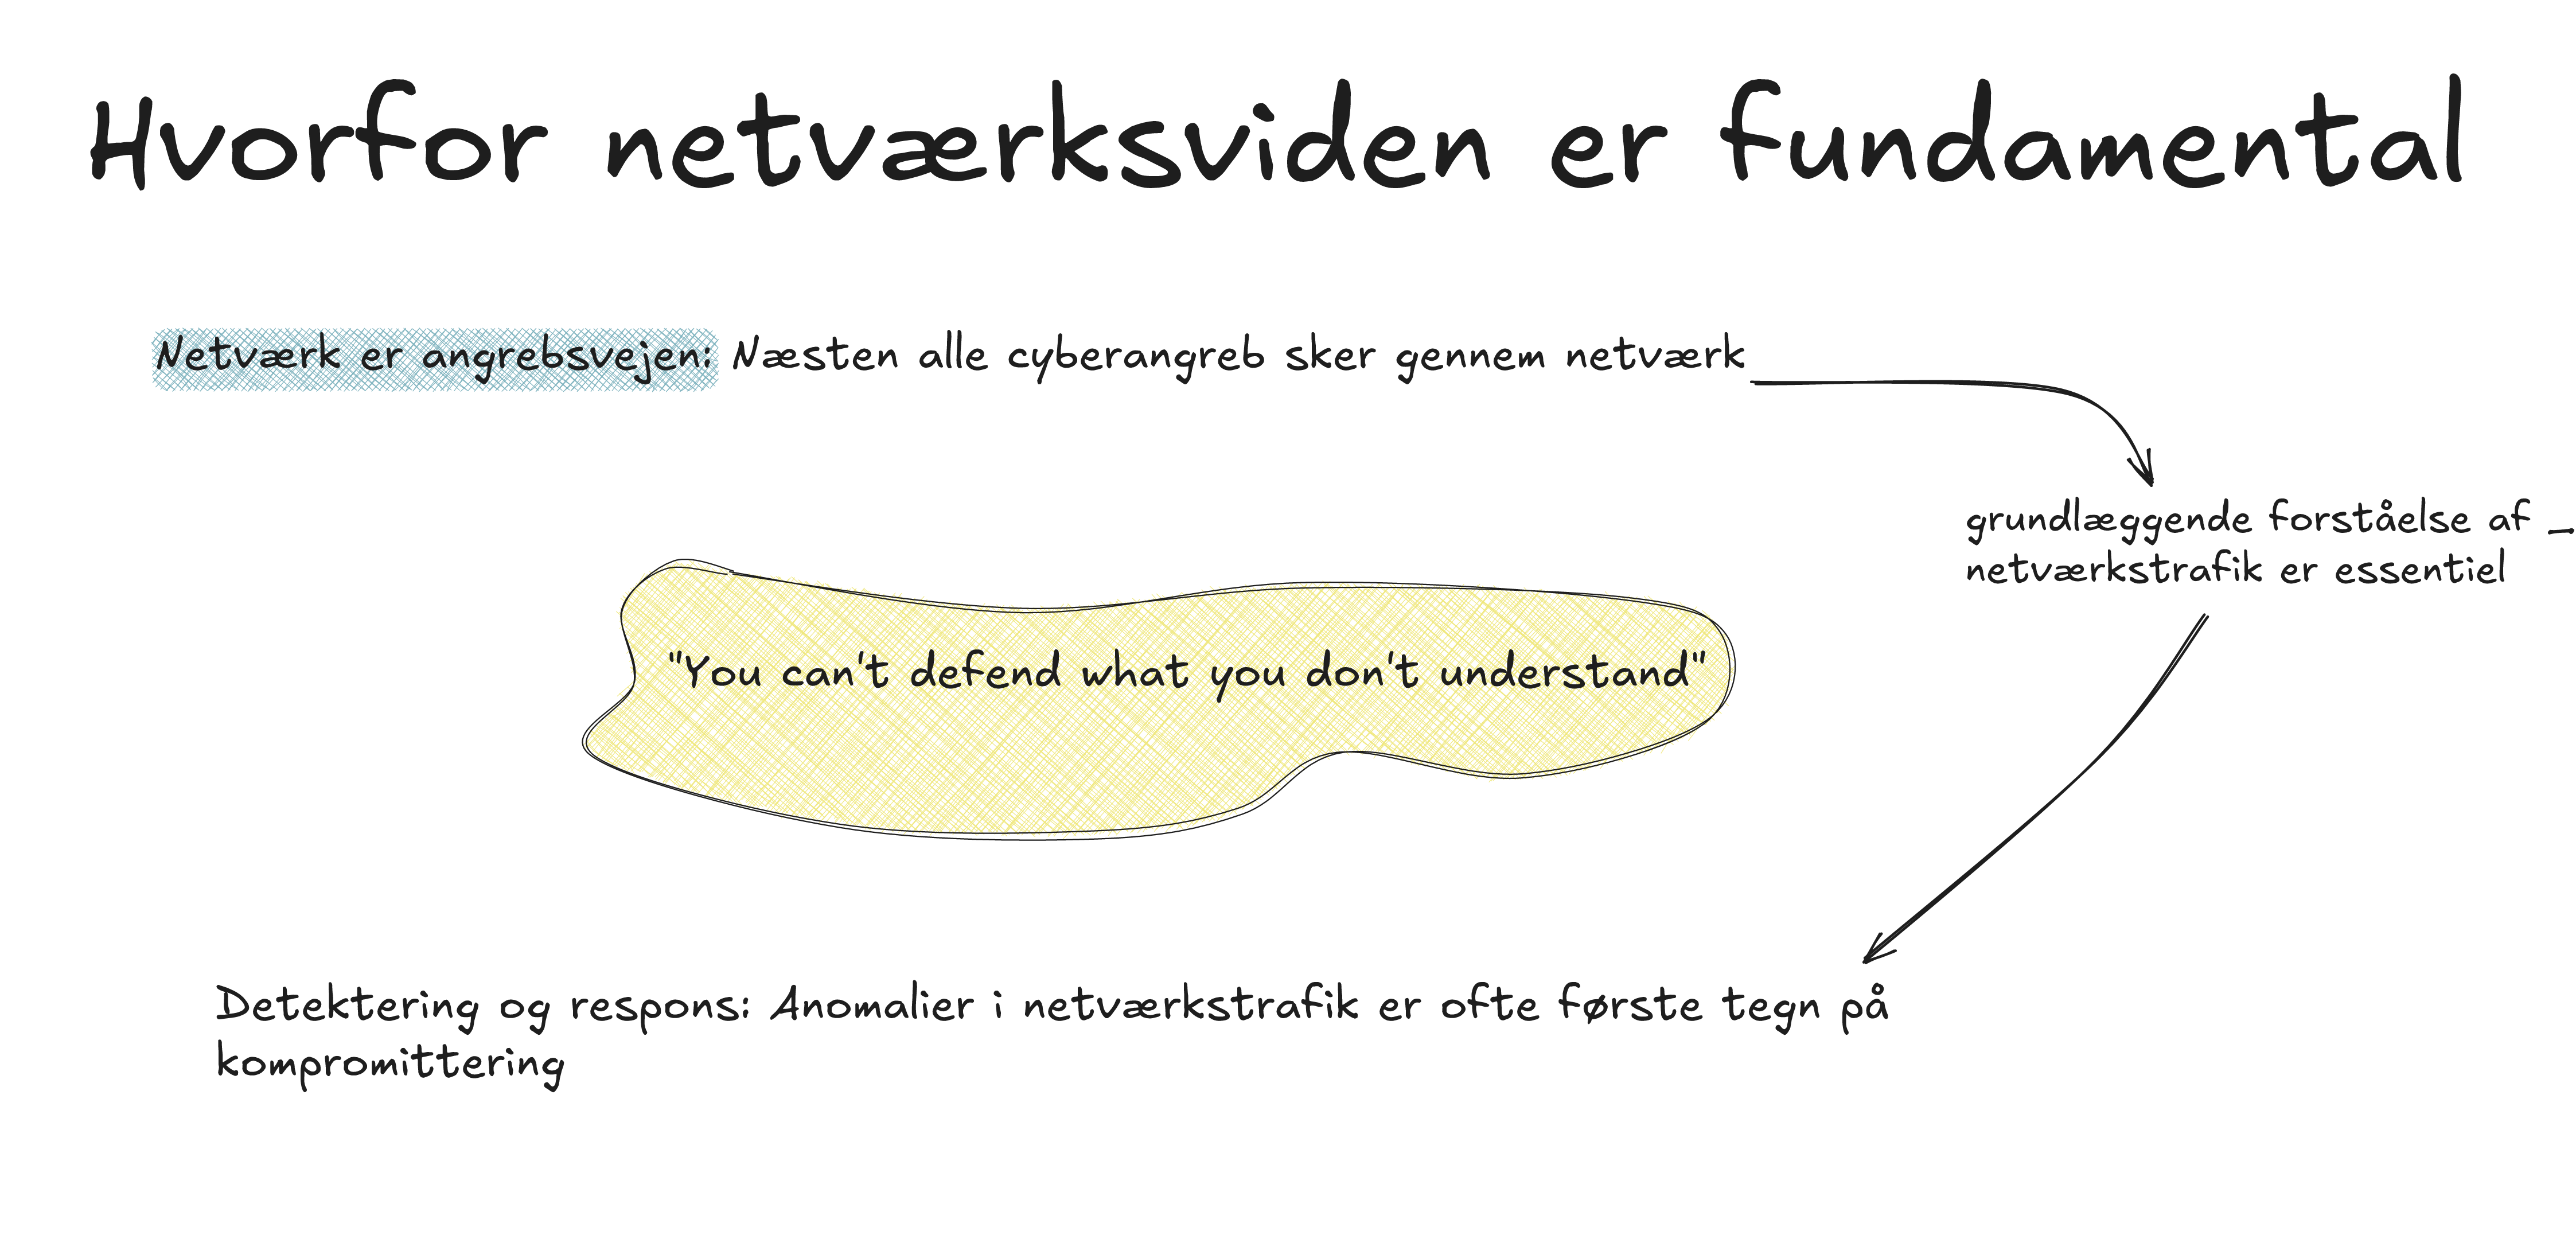 Hvorfor netværksviden er fundamental
Netværk er angrebsvejen: Næsten alle cyberangreb sker gennem netværk
grundlæggende forståelse af _
netværkstrafik er essentiel
"You can't defend what you don't understand"
Detektering og respons: Anomalier i netværkstrafik er ofte første tegn på
kompromittering